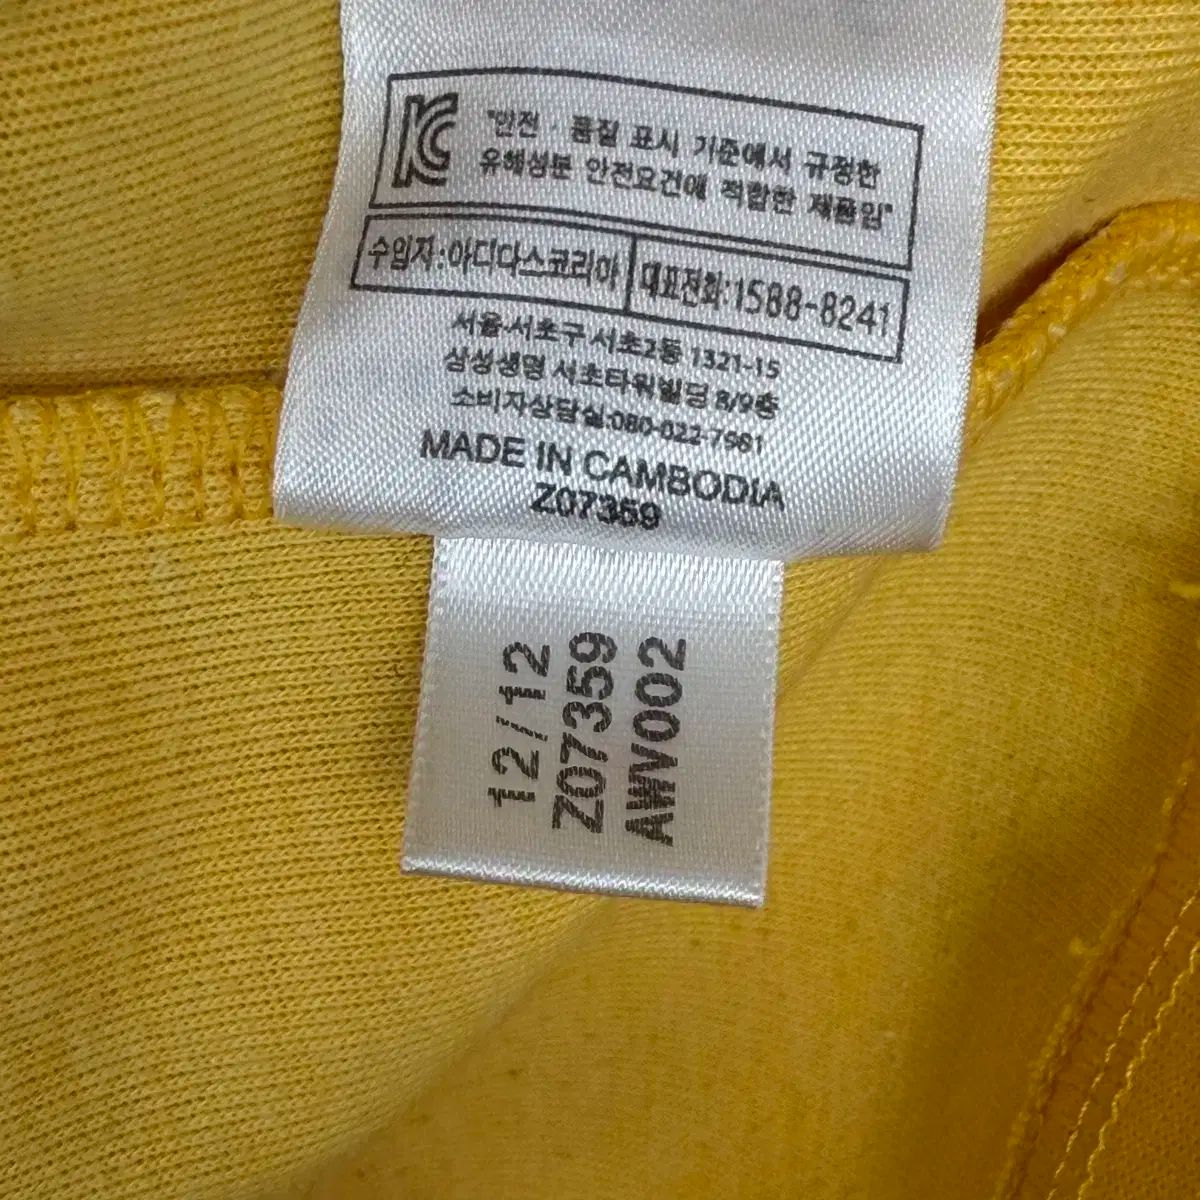 KC "안전·품질 표시 기준에서 규정한
유해성분 안전요건에 적합한 제품임"
수입자:아디다스코리아 대표전화:1588-8241
서울 서초구 서초2동 1321-15
삼성생명 서초타워빌딩 8/9층
소비자상담실:080-022-7981
MADE IN CAMBODIA
Z07359
12/12
Z07359
AWV002